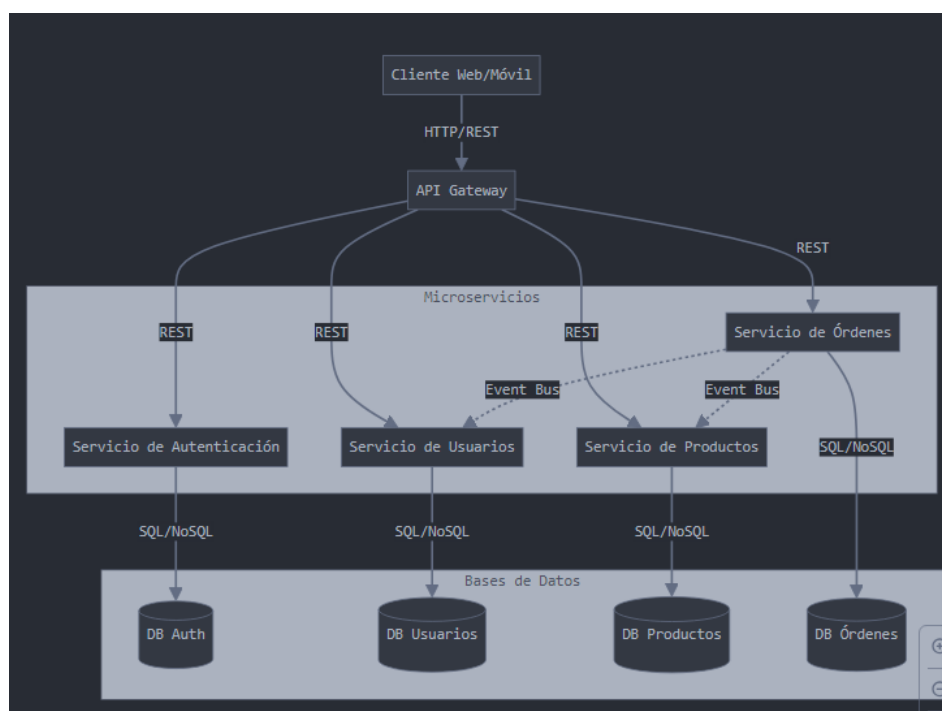 Cliente Web/Móvil
HTTP/REST
API Gateway
REST
Microservicios
REST
REST
REST
Servicio de Órdenes
Event Bus
Event Bus
Servicio de Autenticación
Servicio de Usuarios
Servicio de Productos
SQL/NoSQL
SQL/NoSQL
SQL/NoSQL
SQL/NoSQL
Bases de Datos
DB Auth
DB Usuarios
DB Productos
DB Órdenes